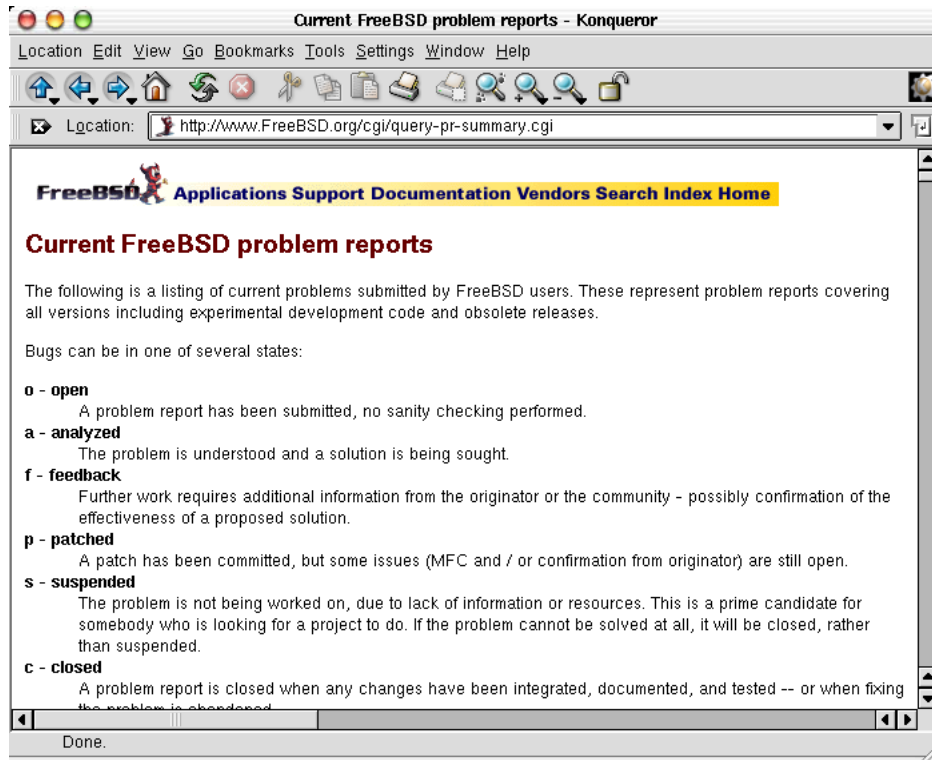 Current FreeBSD problem reports - Konqueror
Location Edit View Go Bookmarks Tools Settings Window Help
Location: http://www.FreeBSD.org/cgi/query-pr-summary.cgi
FreeBSD Applications Support Documentation Vendors Search Index Home
Current FreeBSD problem reports
The following is a listing of current problems submitted by FreeBSD users. These represent problem reports covering
all versions including experimental development code and obsolete releases.
Bugs can be in one of several states:
o - open
A problem report has been submitted, no sanity checking performed.
a - analyzed
The problem is understood and a solution is being sought.
f - feedback
Further work requires additional information from the originator or the community - possibly confirmation of the
effectiveness of a proposed solution.
p - patched
A patch has been committed, but some issues (MFC and / or confirmation from originator) are still open.
s - suspended
The problem is not being worked on, due to lack of information or resources. This is a prime candidate for
somebody who is looking for a project to do. If the problem cannot be solved at all, it will be closed, rather
than suspended.
c - closed
A problem report is closed when any changes have been integrated, documented, and tested -- or when fixing
the problem is abandoned
Done.